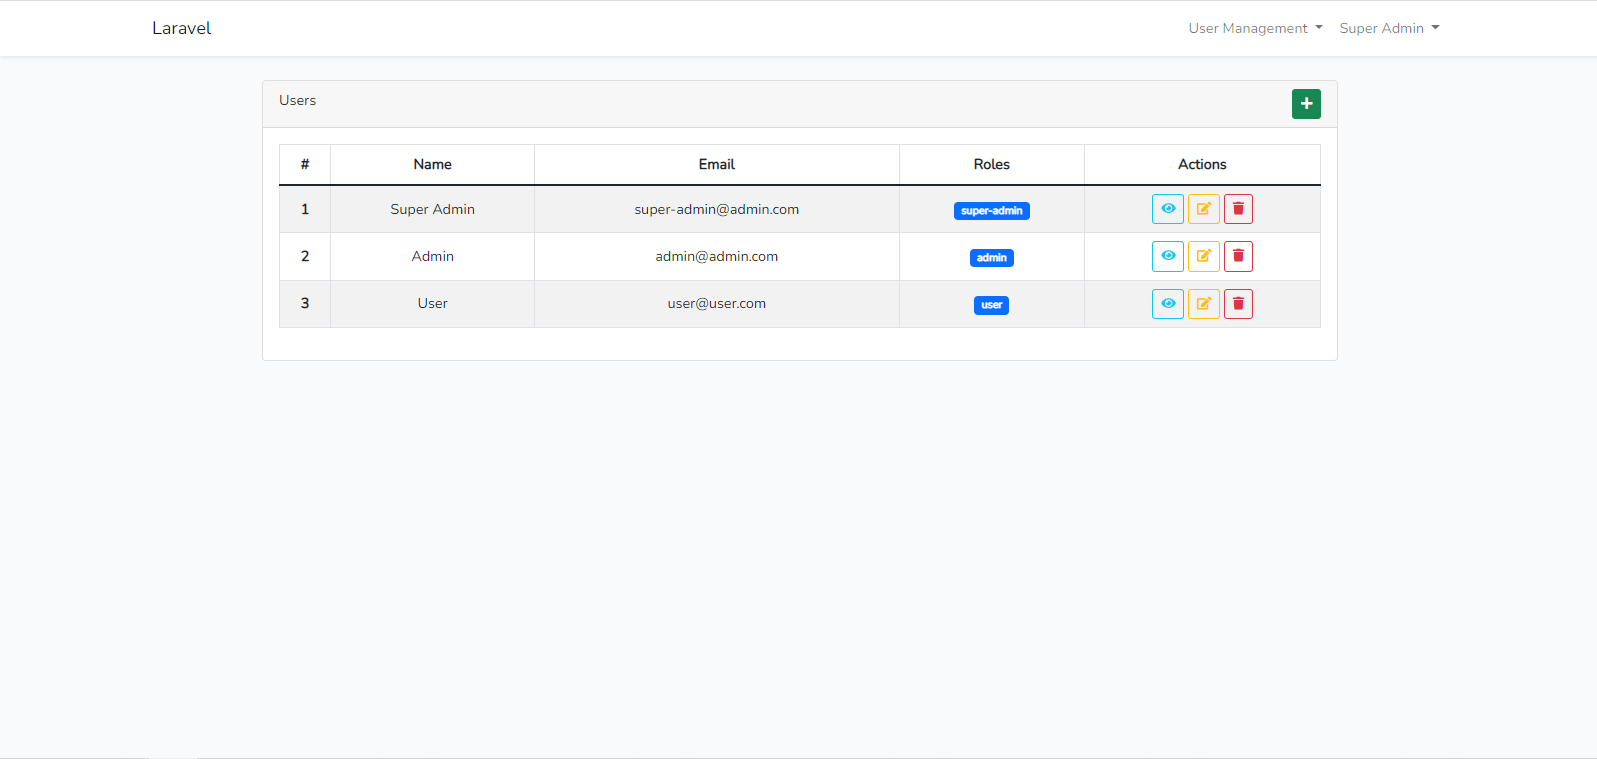 Laravel
User Management
Super Admin
Users
# Name Email Roles Actions
1 Super Admin super-admin@admin.com super-admin
2 Admin admin@admin.com admin
3 User user@user.com user